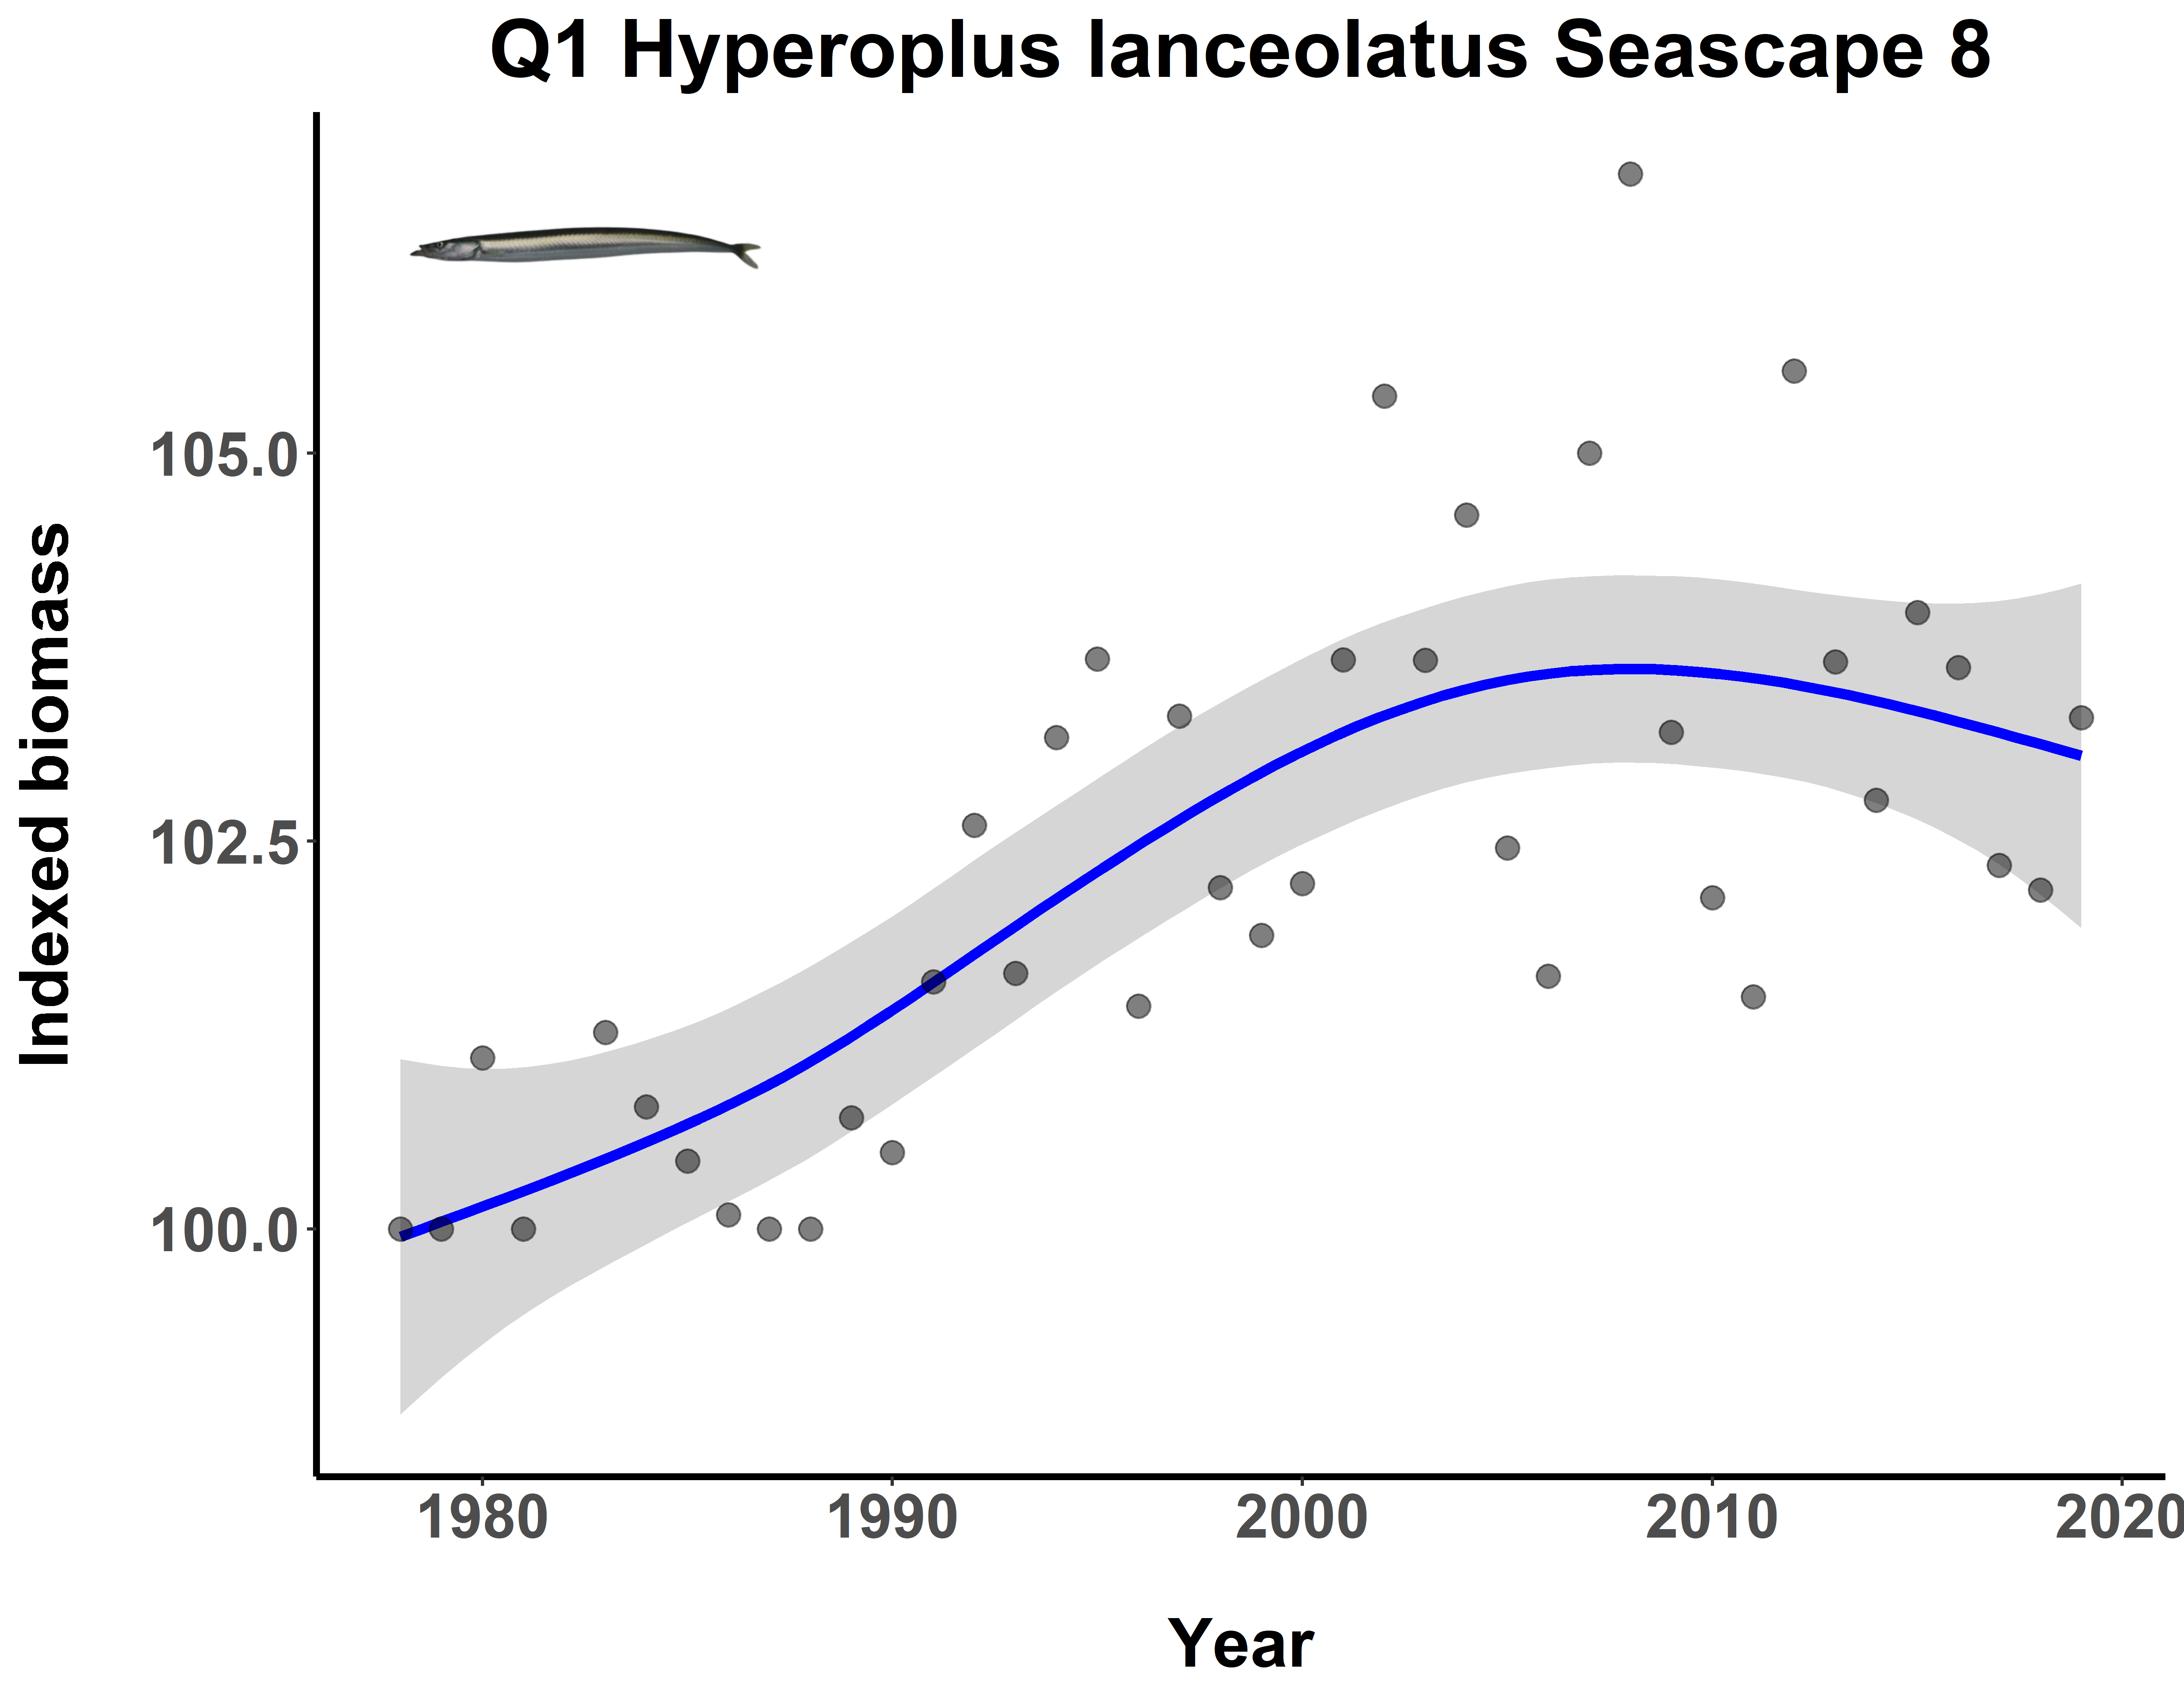 Q1 Hyperoplus lanceolatus Seascape 8
Indexed biomass
105.0
102.5
100.0
1980 1990 2000 2010 2020
Year